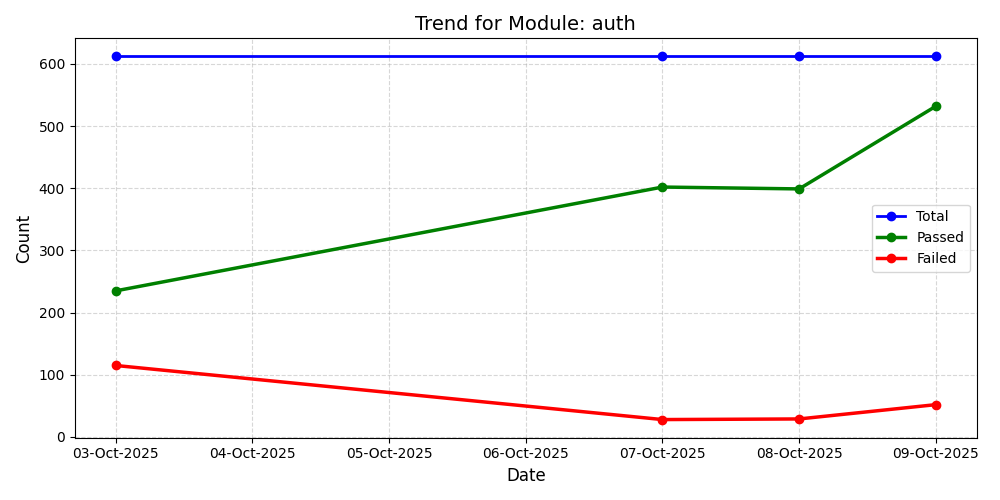 Trend for Module: auth
600
500
400
300
200
100
0
Count
Total
Passed
Failed
03-Oct-2025 04-Oct-2025 05-Oct-2025 06-Oct-2025 07-Oct-2025 08-Oct-2025 09-Oct-2025
Date